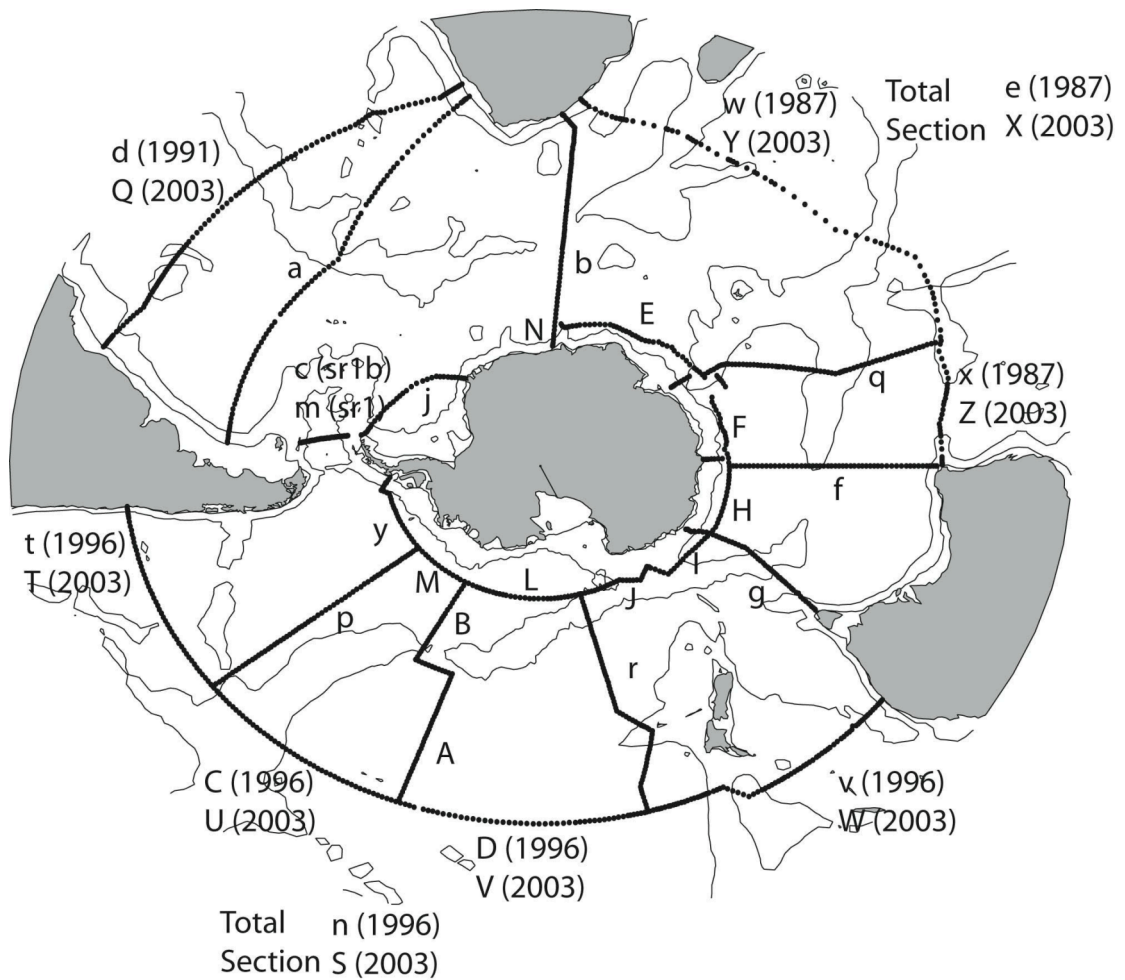 w (1987)
Y (2003)
Total e (1987)
Section X (2003)
d (1991)
Q (2003)
a
b
N
E
c (sr1b)
m (sr1)
j
q
x (1987)
Z (2003)
F
f
H
y
t (1996)
T (2003)
M
L
I
J
g
p
B
r
A
C (1996)
U (2003)
v (1996)
W (2003)
D (1996)
V (2003)
Total n (1996)
Section S (2003)